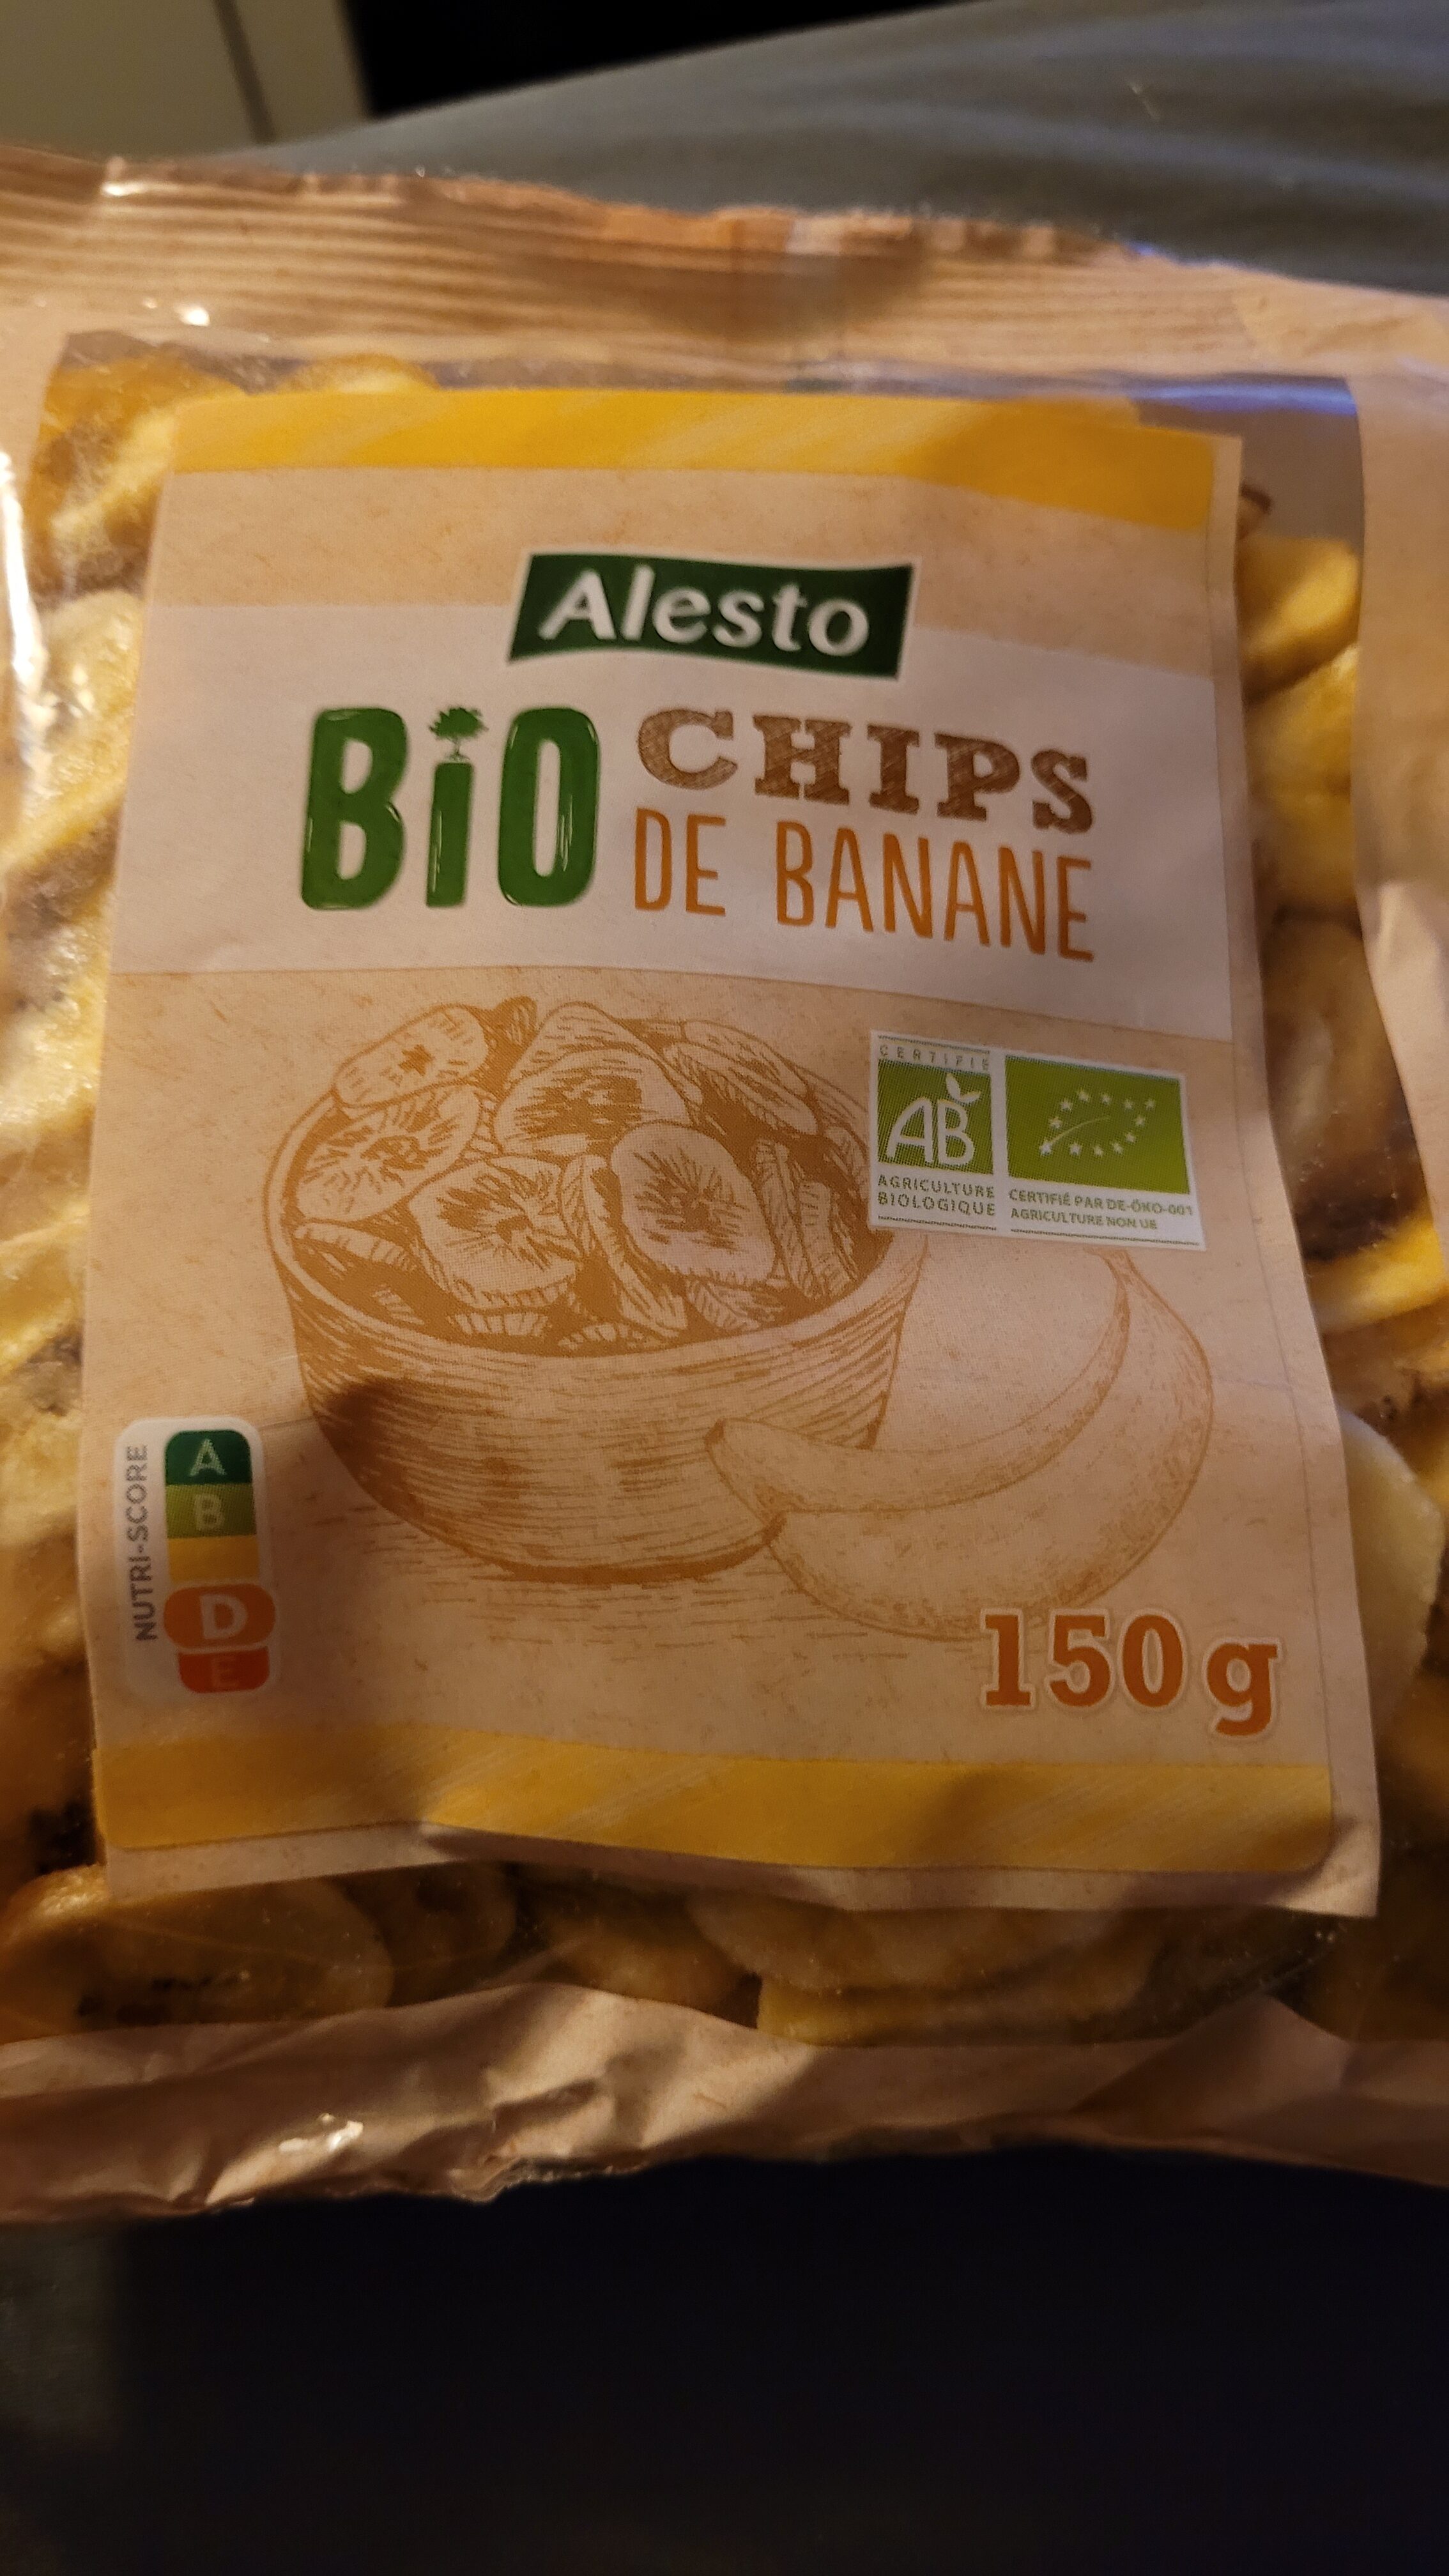 Alesto
BiO CHIPS
DE BANANE
CERTIFIÉ
AB
AGRICULTURE
BIOLOGIQUE
CERTIFIÉ PAR DE-ÖKO-001
AGRICULTURE NON UE
NUTRI-SCORE
A
B
D
E
150 g